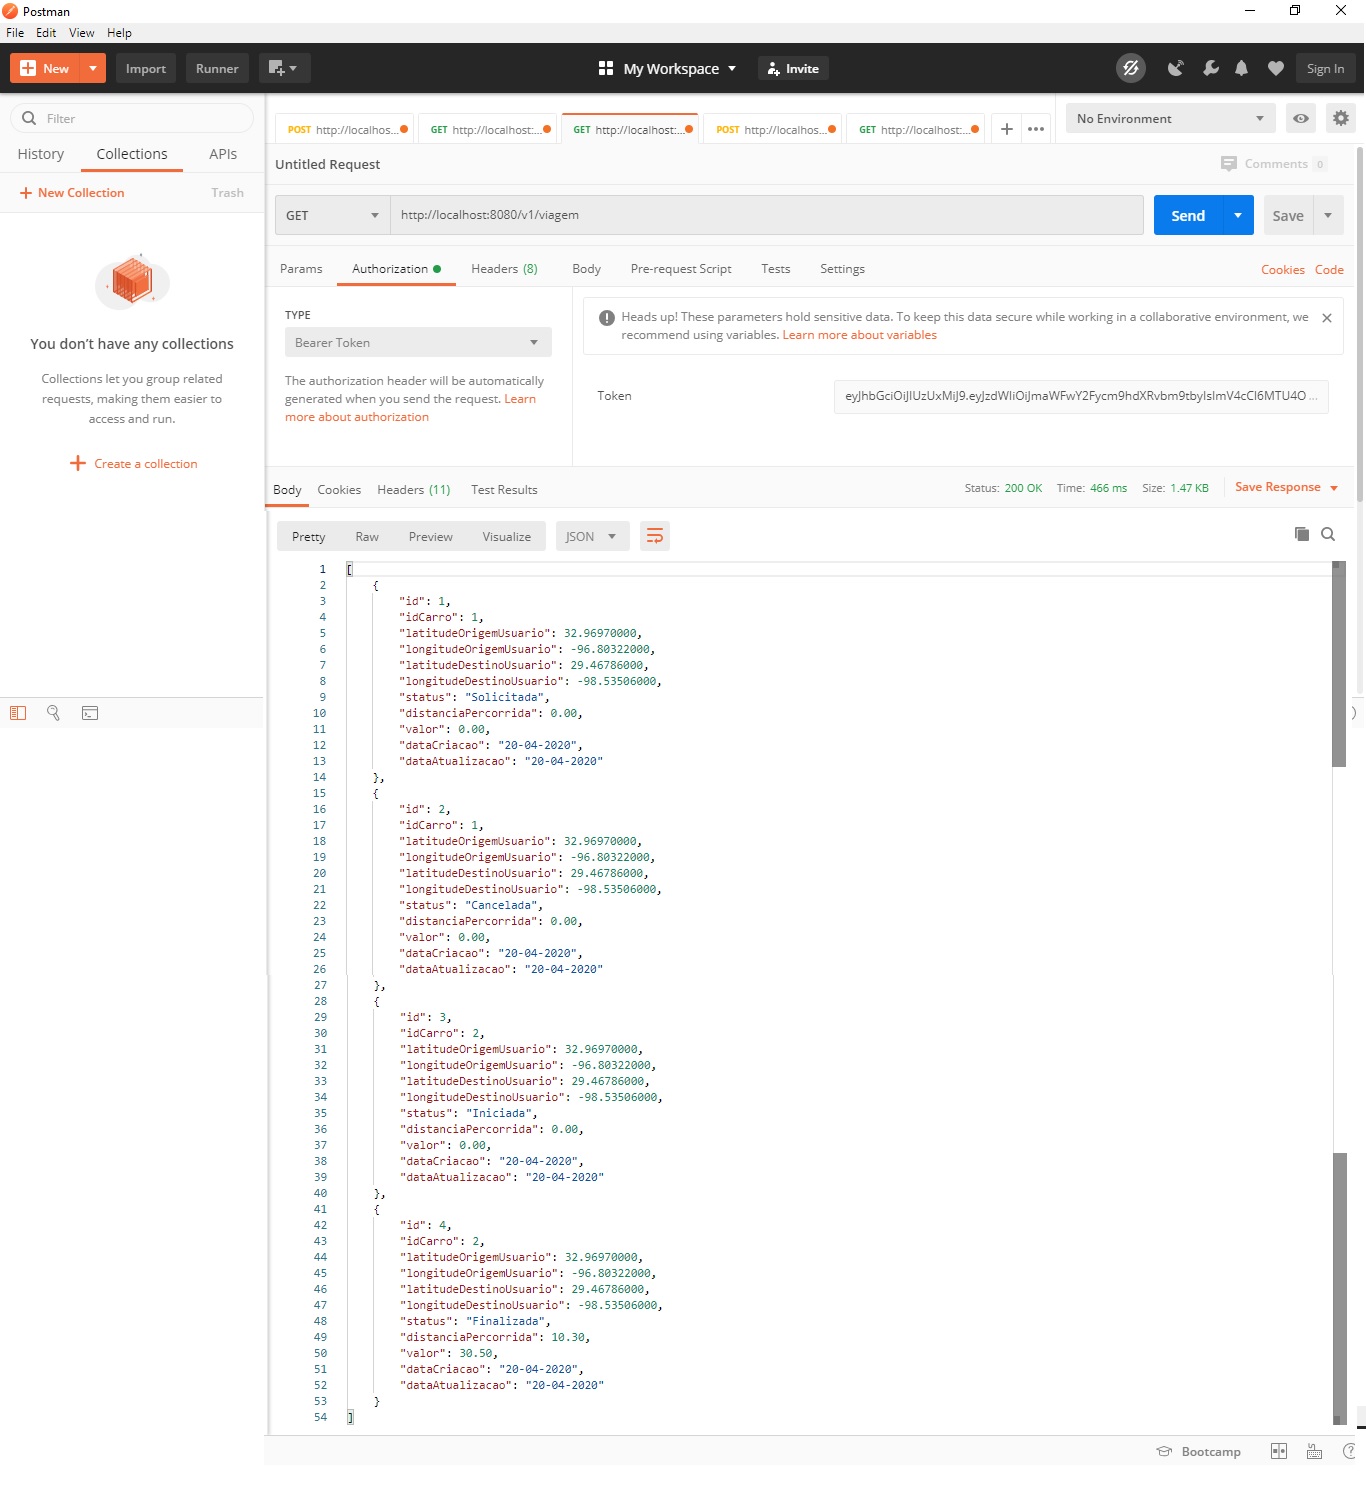 Postman
File Edit View Help
New Import Runner My Workspace Invite Sign In
Filter
History Collections APIs
New Collection Trash
You don’t have any collections
Collections let you group related
requests, making them easier to
access and run.
Create a collection
POST http://localhos... GET http://localhost:... GET http://localhost:... POST http://localhos... GET http://localhost:...
No Environment
Untitled Request
Comments 0
GET http://localhost:8080/v1/viagem Send Save
Params Authorization Headers (8) Body Pre-request Script Tests Settings Cookies Code
TYPE
Bearer Token
The authorization header will be automatically
generated when you send the request. Learn
more about authorization
Heads up! These parameters hold sensitive data. To keep this data secure while working in a collaborative environment, we
recommend using variables. Learn more about variables
Token
Body Cookies Headers (11) Test Results Status: 200 OK Time: 466 ms Size: 1.47 KB Save Response
Pretty Raw Preview Visualize JSON
1 [
2 {
3 "id": 1,
4 "idCarro": 1,
5 "latitudeOrigemUsuario": 32.96970000,
6 "longitudeOrigemUsuario": -96.80322000,
7 "latitudeDestinoUsuario": 29.46786000,
8 "longitudeDestinoUsuario": -98.53506000,
9 "status": "Solicitada",
10 "distanciaPercorrida": 0.00,
11 "valor": 0.00,
12 "dataCriacao": "20-04-2020",
13 "dataAtualizacao": "20-04-2020"
14 },
15 {
16 "id": 2,
17 "idCarro": 1,
18 "latitudeOrigemUsuario": 32.96970000,
19 "longitudeOrigemUsuario": -96.80322000,
20 "latitudeDestinoUsuario": 29.46786000,
21 "longitudeDestinoUsuario": -98.53506000,
22 "status": "Cancelada",
23 "distanciaPercorrida": 0.00,
24 "valor": 0.00,
25 "dataCriacao": "20-04-2020",
26 "dataAtualizacao": "20-04-2020"
27 },
28 {
29 "id": 3,
30 "idCarro": 2,
31 "latitudeOrigemUsuario": 32.96970000,
32 "longitudeOrigemUsuario": -96.80322000,
33 "latitudeDestinoUsuario": 29.46786000,
34 "longitudeDestinoUsuario": -98.53506000,
35 "status": "Iniciada",
36 "distanciaPercorrida": 0.00,
37 "valor": 0.00,
38 "dataCriacao": "20-04-2020",
39 "dataAtualizacao": "20-04-2020"
40 },
41 {
42 "id": 4,
43 "idCarro": 2,
44 "latitudeOrigemUsuario": 32.96970000,
45 "longitudeOrigemUsuario": -96.80322000,
46 "latitudeDestinoUsuario": 29.46786000,
47 "longitudeDestinoUsuario": -98.53506000,
48 "status": "Finalizada",
49 "distanciaPercorrida": 10.30,
50 "valor": 30.50,
51 "dataCriacao": "20-04-2020",
52 "dataAtualizacao": "20-04-2020"
53 }
54 ]
Bootcamp